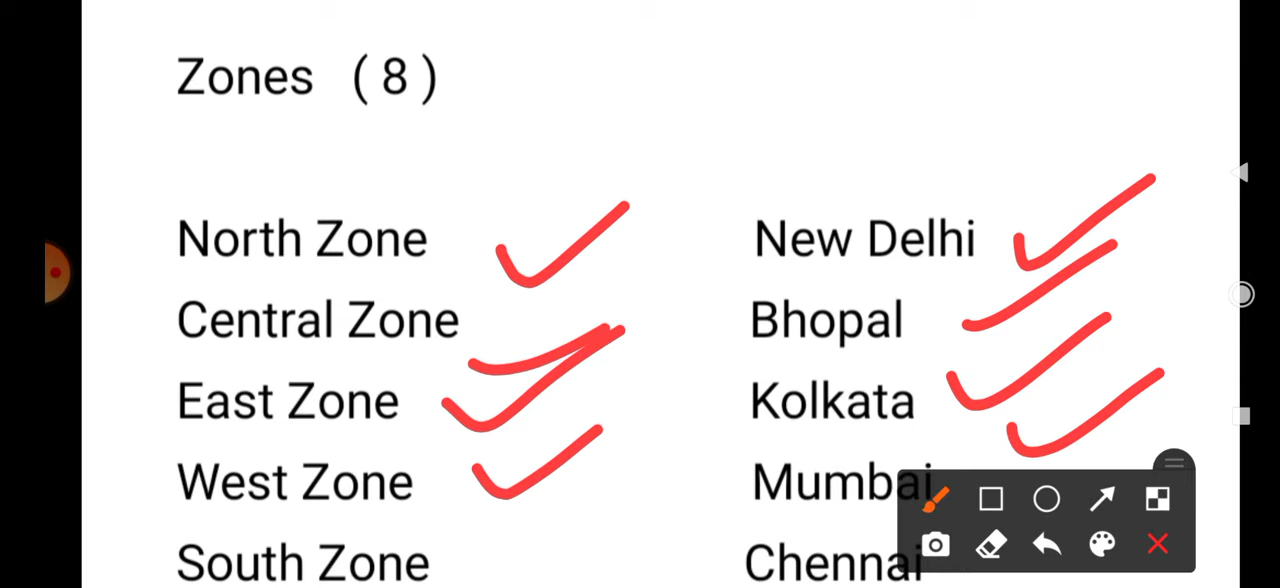 Zones ( 8 )
North Zone New Delhi
Central Zone Bhopal
East Zone Kolkata
West Zone Mumbai
South Zone Chennai